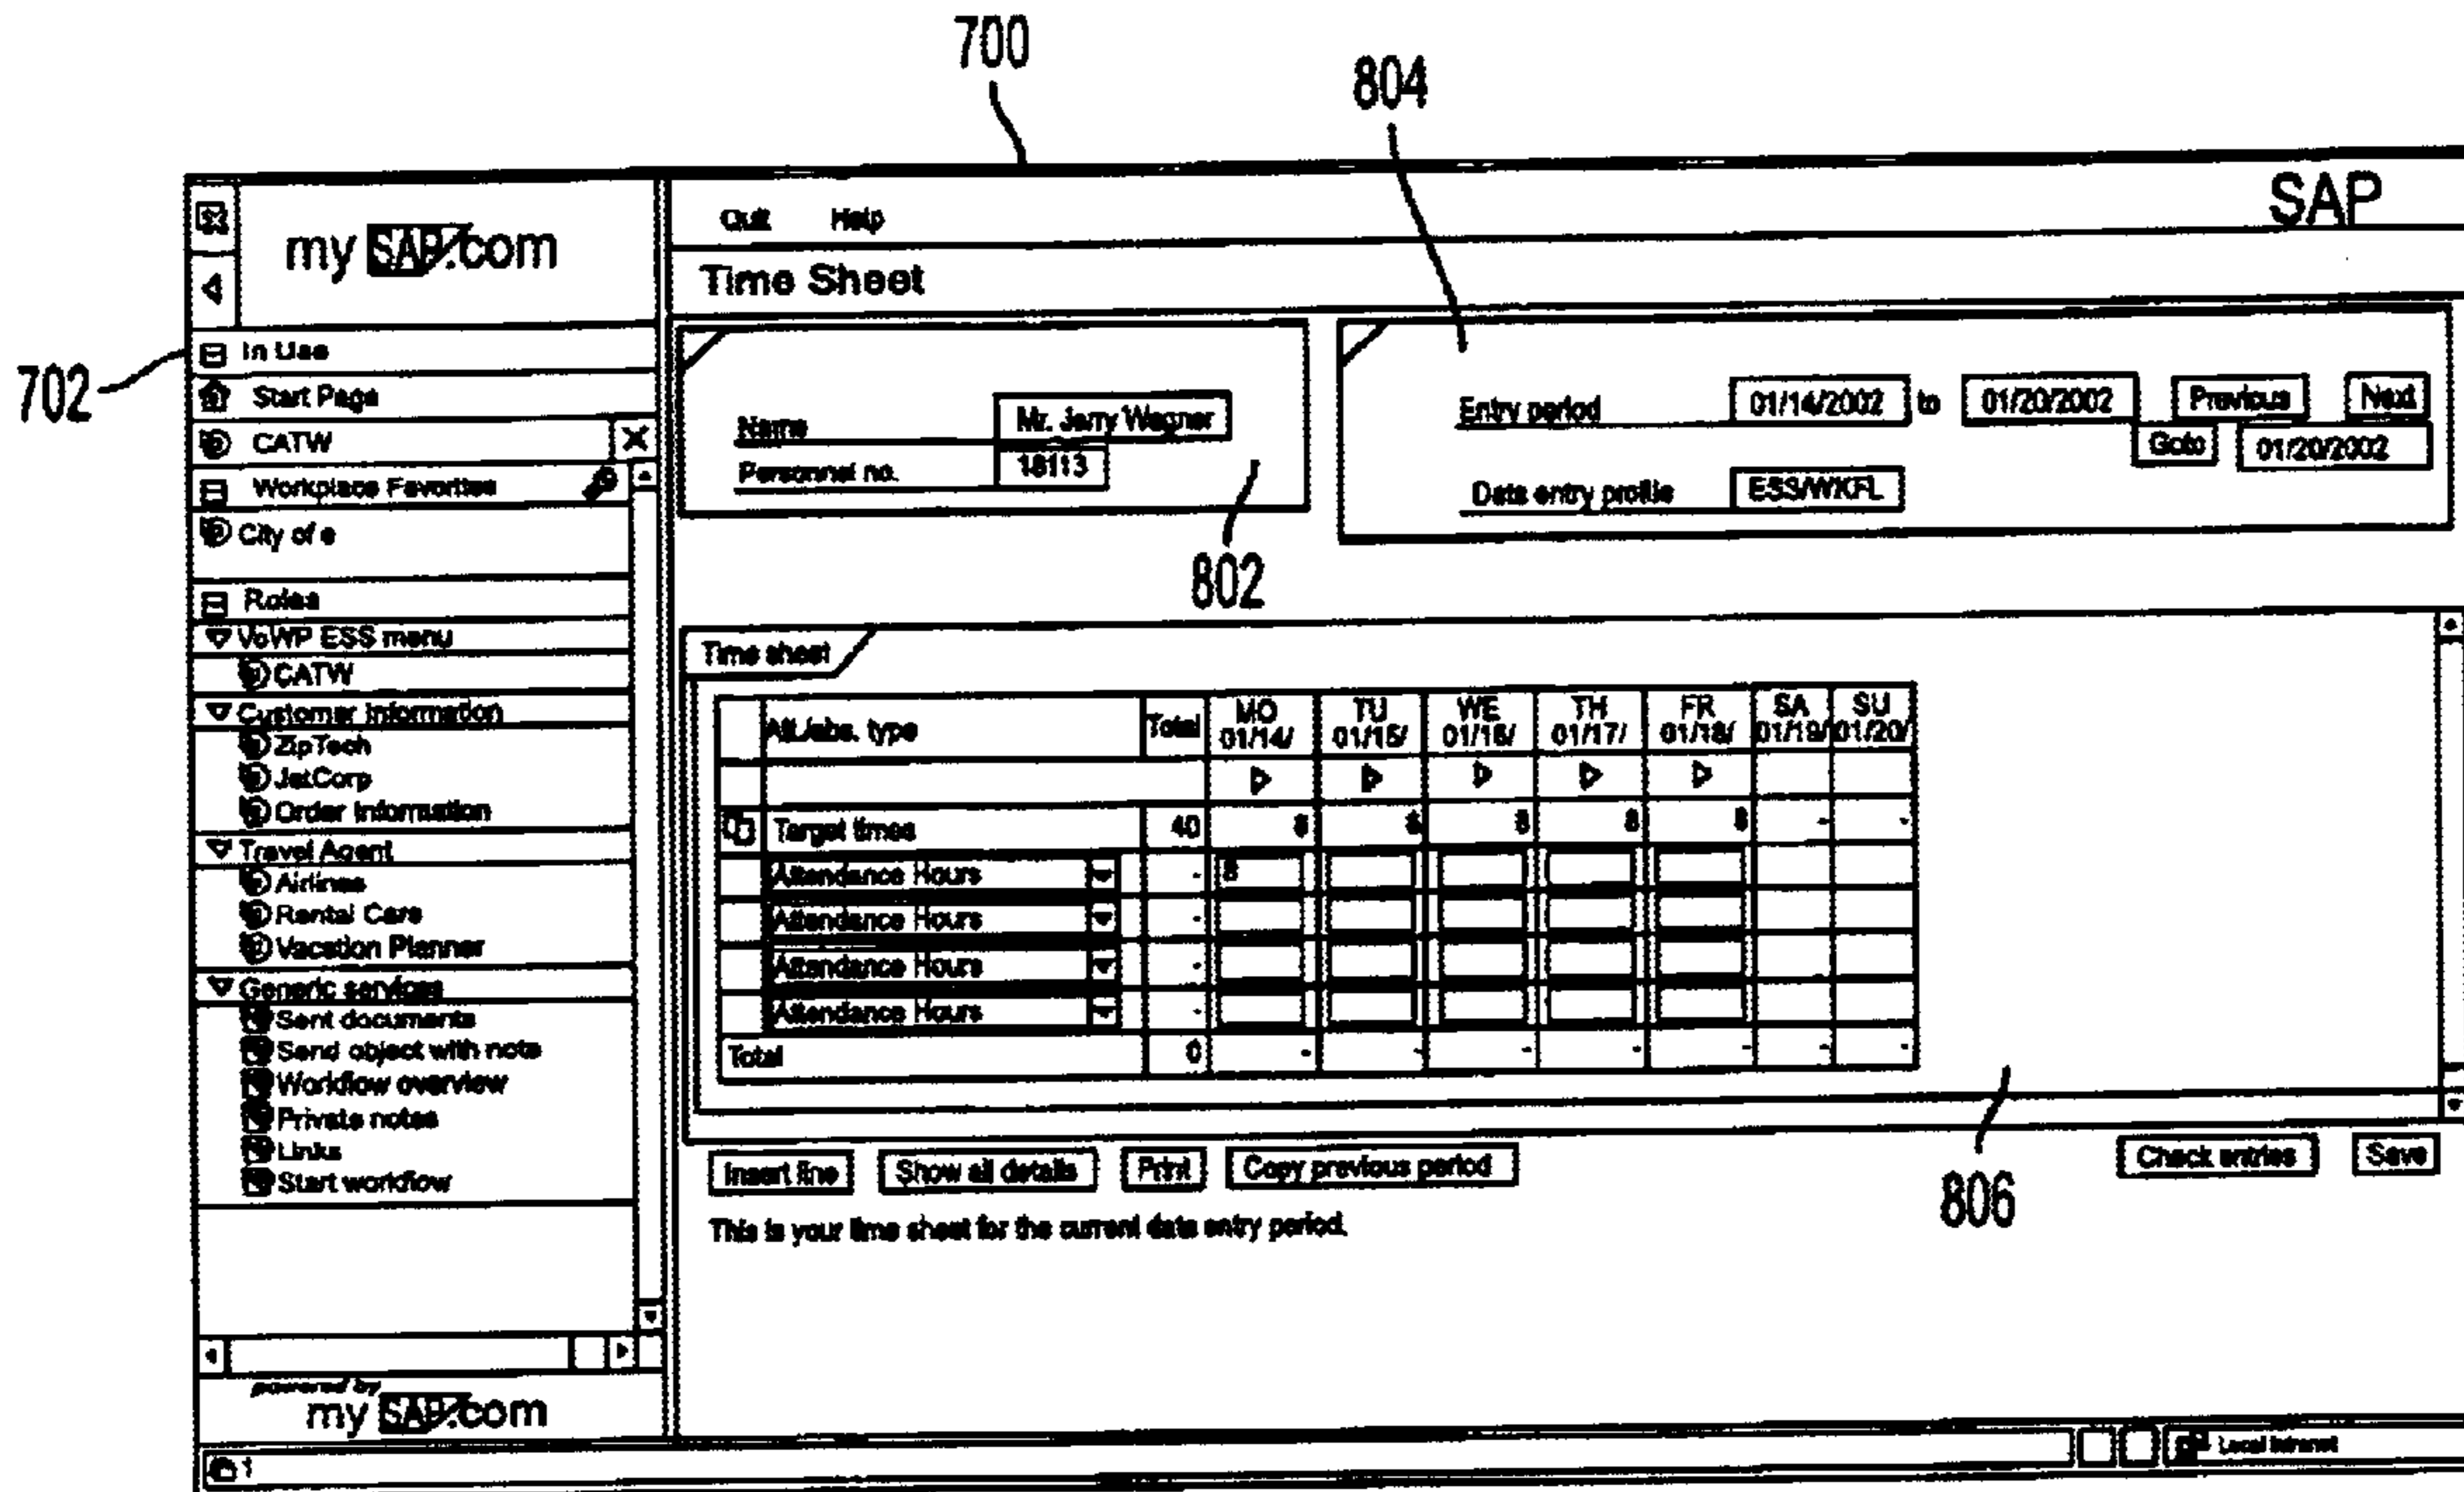 700
804
my SAP.com
Quit Help
SAP
Time Sheet
702
In Use
Start Page
CATW
Workplace Favorites
City of e
Roles
VoWP ESS menu
CATW
Customer Information
ZipTech
JetCorp
Order Information
Travel Agent
Airlines
Rental Cars
Vacation Planner
Generic services
Sent documents
Send object with note
Workflow overview
Private notes
Links
Start workflow
powered by
my SAP.com
Name Mr. Jerry Wagner
Personnel no. 18113
802
Entry period 01/14/2002 to 01/20/2002 Previous Next
Goto 01/20/2002
Data entry profile ESS/WKFL
Time sheet
Att./abs. type Total MO 01/14/ TU 01/15/ WE 01/16/ TH 01/17/ FR 01/18/ SA 01/19/ SU 01/20/
Target times 40 8 8 8 8 8 - -
Attendance Hours - 8
Attendance Hours -
Attendance Hours -
Attendance Hours -
Total 0 - - - - - - -
Insert line Show all details Print Copy previous period Check entries Save
806
This is your time sheet for the current data entry period.
1 Local intranet